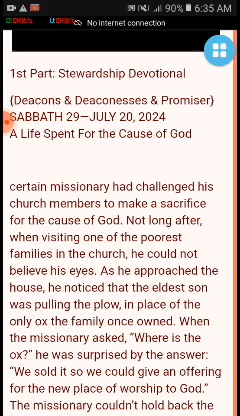 0:0KB/s U:0KB/s 90% 6:35 AM
No internet connection
1st Part: Stewardship Devotional
{Deacons & Deaconesses & Promiser}
SABBATH 29—JULY 20, 2024
A Life Spent For the Cause of God
certain missionary had challenged his
church members to make a sacrifice
for the cause of God. Not long after,
when visiting one of the poorest
families in the church, he could not
believe his eyes. As he approached the
house, he noticed that the eldest son
was pulling the plow, in place of the
only ox the family once owned. When
the missionary asked, “Where is the
ox?” he was surprised by the answer:
“We sold it so we could give an offering
for the new place of worship to God.”
The missionary couldn’t hold back the